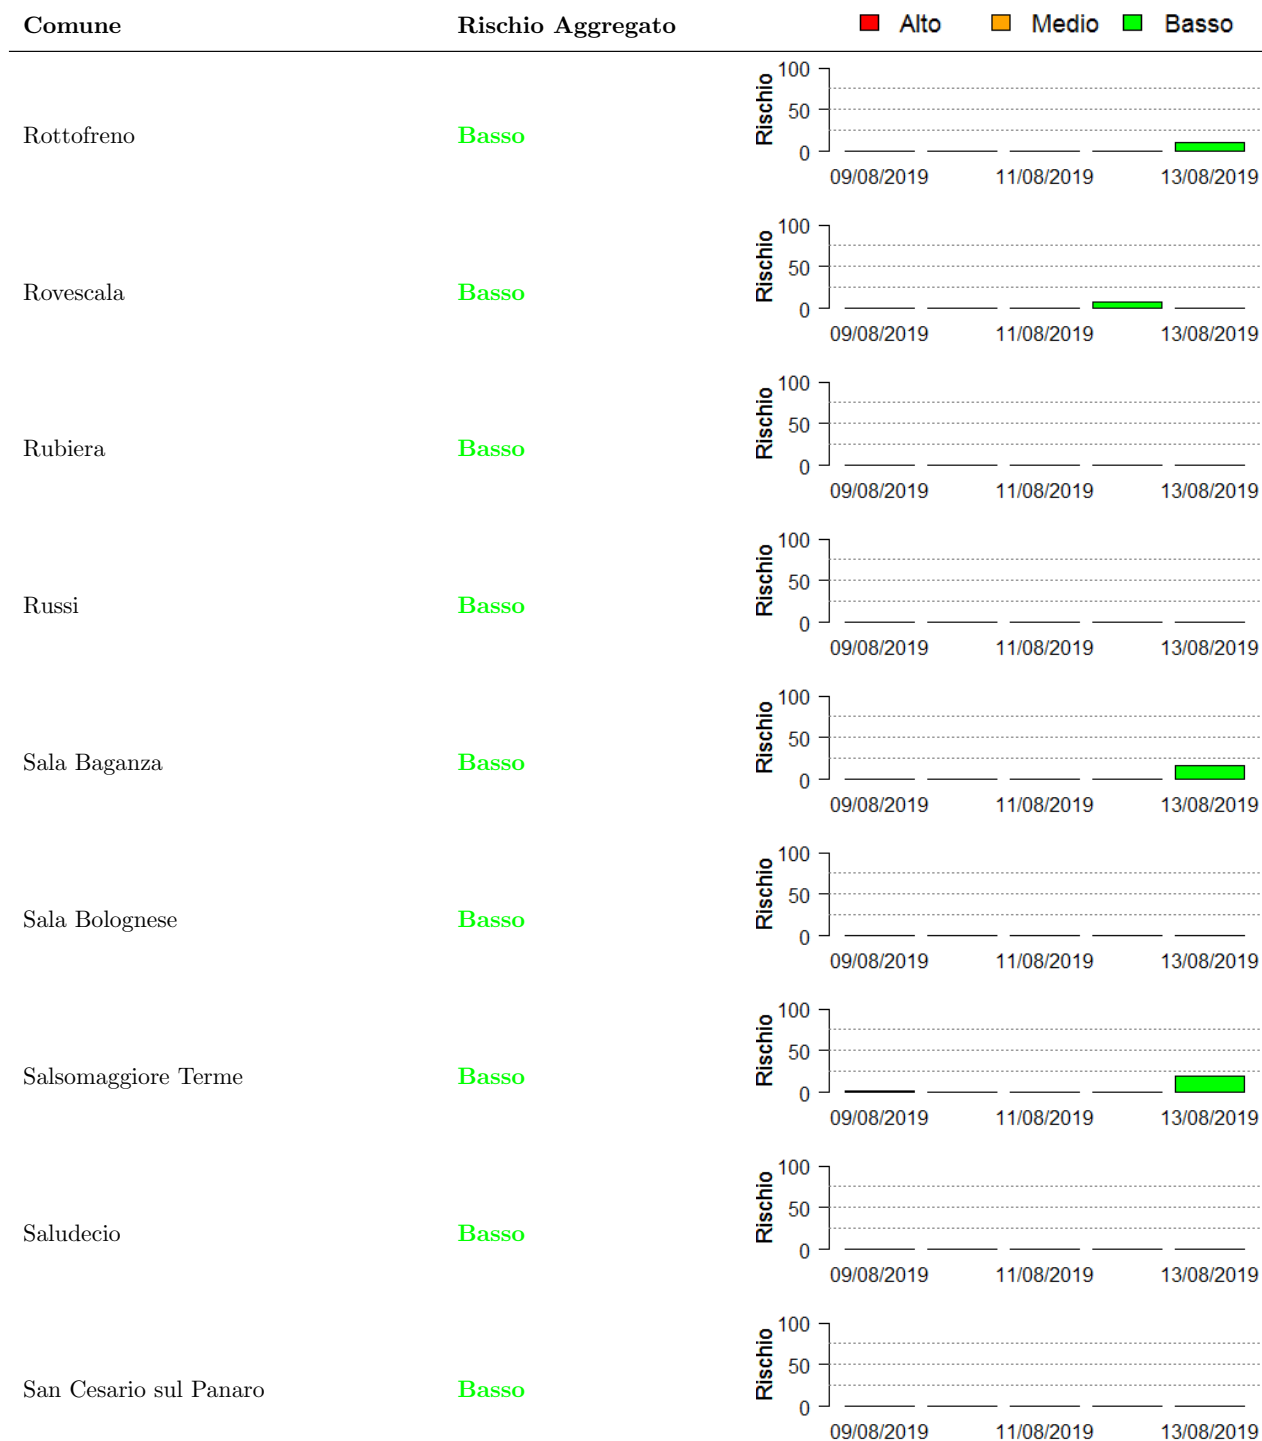 Comune Rischio Aggregato Alto Medio Basso
100
Rischio
50
Rottofreno Basso
0
09/08/2019 11/08/2019 13/08/2019
100
Rischio
50
Rovescala Basso
0
09/08/2019 11/08/2019 13/08/2019
100
Rischio
50
Rubiera Basso
0
09/08/2019 11/08/2019 13/08/2019
100
Rischio
50
Russi Basso
0
09/08/2019 11/08/2019 13/08/2019
100
Rischio
50
Sala Baganza Basso
0
09/08/2019 11/08/2019 13/08/2019
100
Rischio
50
Sala Bolognese Basso
0
09/08/2019 11/08/2019 13/08/2019
100
Rischio
50
Salsomaggiore Terme Basso
0
09/08/2019 11/08/2019 13/08/2019
100
Rischio
50
Saludecio Basso
0
09/08/2019 11/08/2019 13/08/2019
100
Rischio
50
San Cesario sul Panaro Basso
0
09/08/2019 11/08/2019 13/08/2019